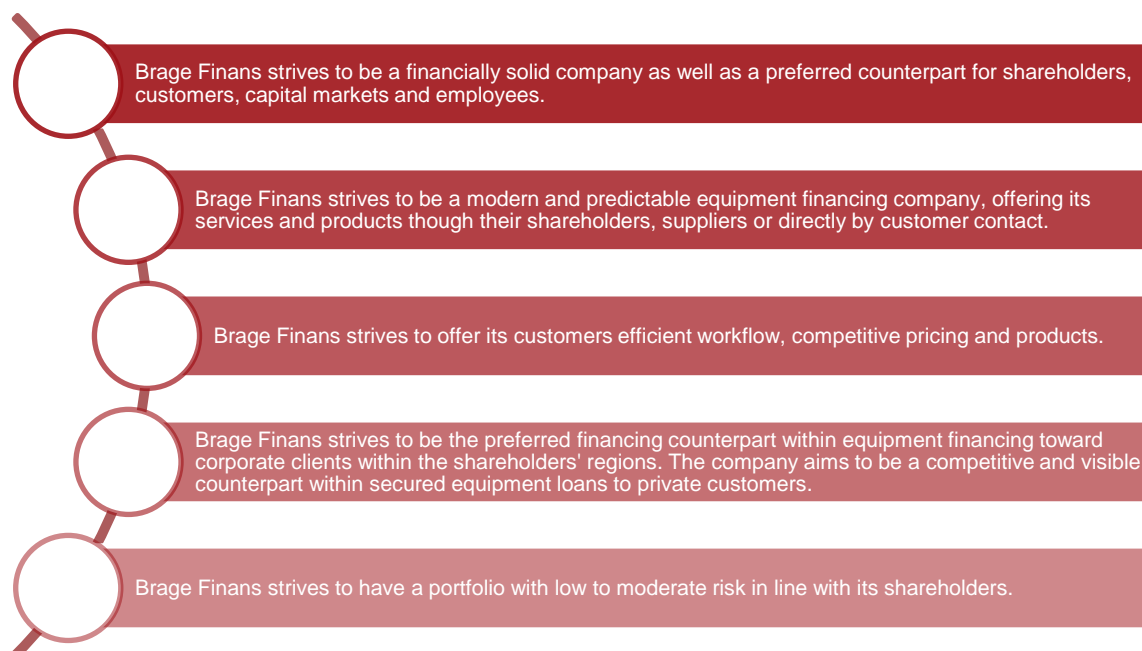 Brage Finans strives to be a financially solid company as well as a preferred counterpart for shareholders,
customers, capital markets and employees.
Brage Finans strives to be a modern and predictable equipment financing company, offering its
services and products though their shareholders, suppliers or directly by customer contact.
Brage Finans strives to offer its customers efficient workflow, competitive pricing and products.
Brage Finans strives to be the preferred financing counterpart within equipment financing toward
corporate clients within the shareholders' regions. The company aims to be a competitive and visible
counterpart within secured equipment loans to private customers.
Brage Finans strives to have a portfolio with low to moderate risk in line with its shareholders.